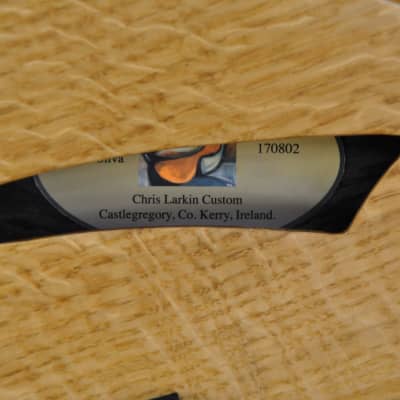 170802
Chris Larkin Custom
Castlegregory, Co. Kerry, Ireland.